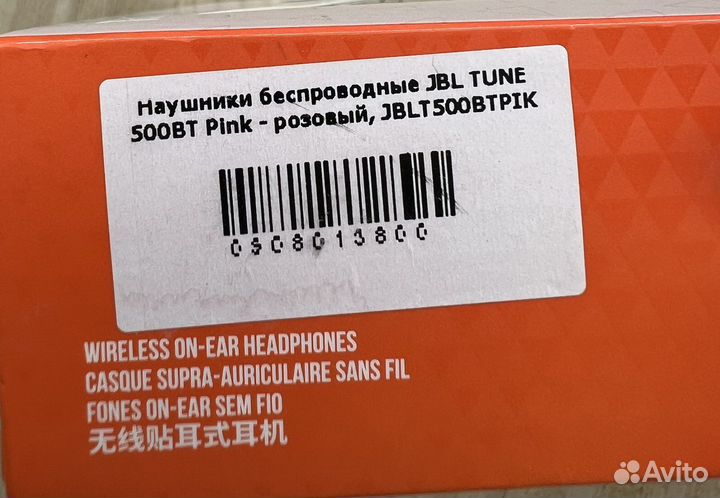 Наушники беспроводные JBL TUNE
500BT Pink - розовый, JBLT500BTPIK
0308013800
WIRELESS ON-EAR HEADPHONES
CASQUE SUPRA-AURICULAIRE SANS FIL
FONES ON-EAR SEM FIO
无线贴耳式耳机
Avito